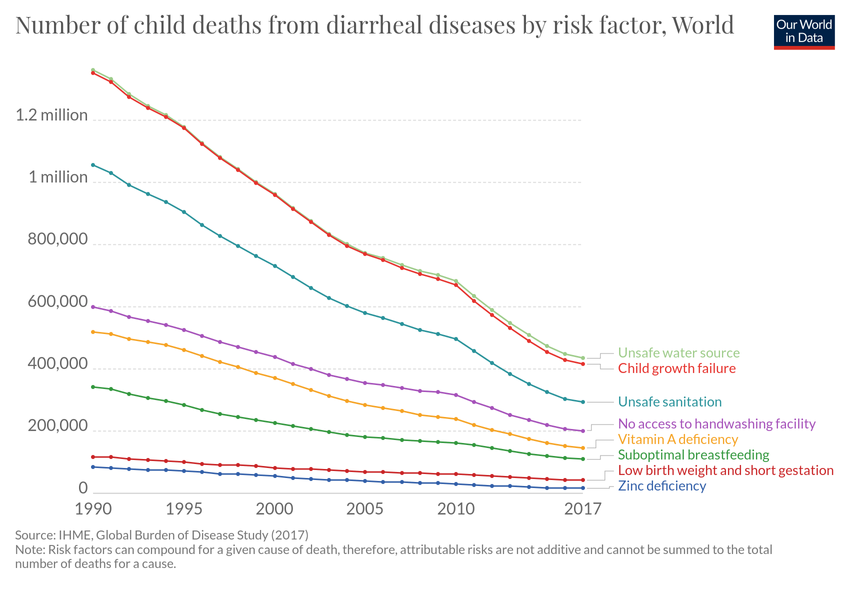 Number of child deaths from diarrheal diseases by risk factor, World
Our World
in Data
1.2 million
1 million
800,000
600,000
400,000
200,000
0
1990
1995
2000
2005
2010
2017
Unsafe water source
Child growth failure
Unsafe sanitation
No access to handwashing facility
Vitamin A deficiency
Suboptimal breastfeeding
Low birth weight and short gestation
Zinc deficiency
Source: IHME, Global Burden of Disease Study (2017)
Note: Risk factors can compound for a given cause of death, therefore, attributable risks are not additive and cannot be summed to the total
number of deaths for a cause.